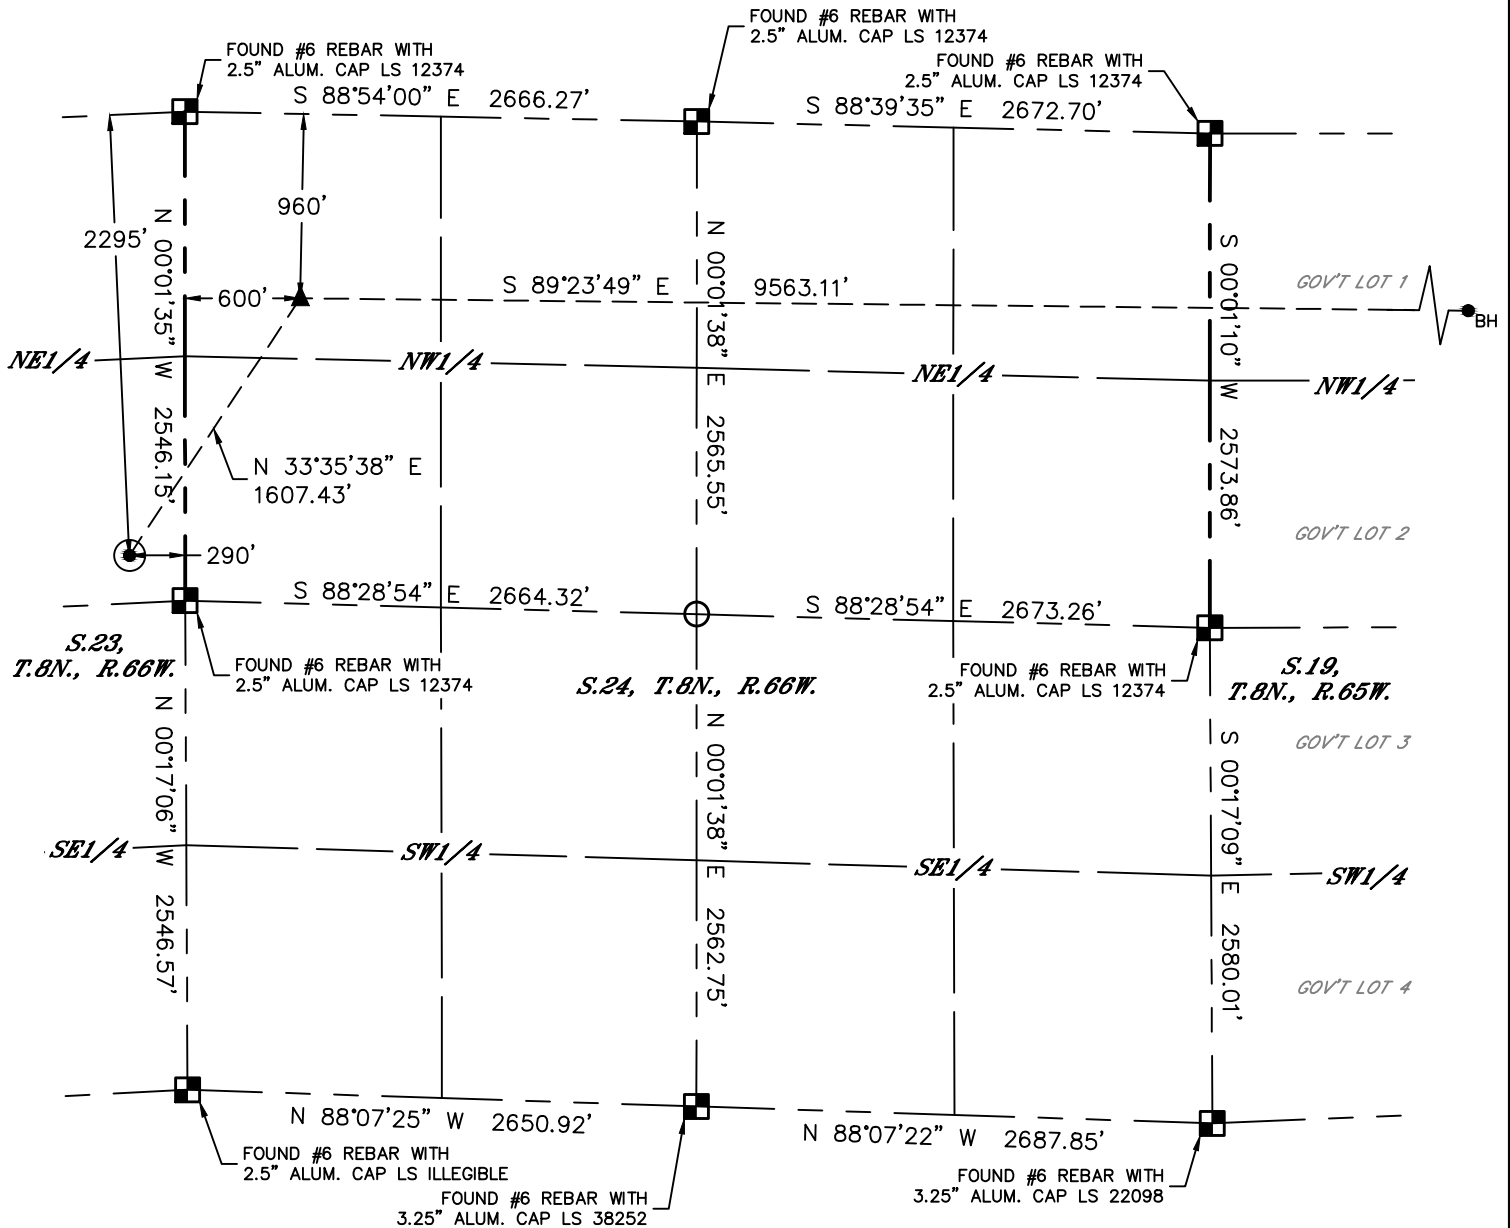 FOUND #6 REBAR WITH
2.5" ALUM. CAP LS 12374
FOUND #6 REBAR WITH
2.5" ALUM. CAP LS 12374
FOUND #6 REBAR WITH
2.5" ALUM. CAP LS 12374
S 88°54'00" E 2666.27'
S 88°39'35" E 2672.70'
960'
2295'
N 00°01'35" W 2546.15'
N 00°01'38" E 2565.55'
S 00°01'10" W 2573.86'
600'
S 89°23'49" E 9563.11'
GOV'T LOT 1
BH
NE1/4
NW1/4
NE1/4
NW1/4
N 33°35'38" E
1607.43'
GOV'T LOT 2
290'
S 88°28'54" E 2664.32'
S 88°28'54" E 2673.26'
S.23,
T.8N., R.66W.
FOUND #6 REBAR WITH
2.5" ALUM. CAP LS 12374
S.24, T.8N., R.66W.
FOUND #6 REBAR WITH
2.5" ALUM. CAP LS 12374
S.19,
T.8N., R.65W.
N 00°17'06" W 2546.57'
N 00°01'38" E 2562.75'
S 00°17'09" E 2580.01'
GOV'T LOT 3
SE1/4
SW1/4
SE1/4
SW1/4
GOV'T LOT 4
N 88°07'25" W 2650.92'
N 88°07'22" W 2687.85'
FOUND #6 REBAR WITH
2.5" ALUM. CAP LS ILLEGIBLE
FOUND #6 REBAR WITH
3.25" ALUM. CAP LS 38252
FOUND #6 REBAR WITH
3.25" ALUM. CAP LS 22098